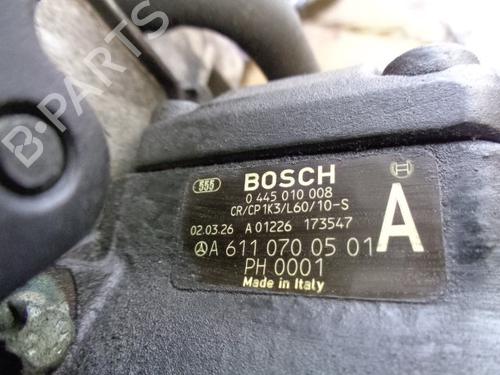 B·PARTS
555 BOSCH
0 445 010 008
CR/CP1K3/L60/10-S
02.03.26 A 01226 173547
A 611 070 05 01
PH 0001
Made in Italy
A